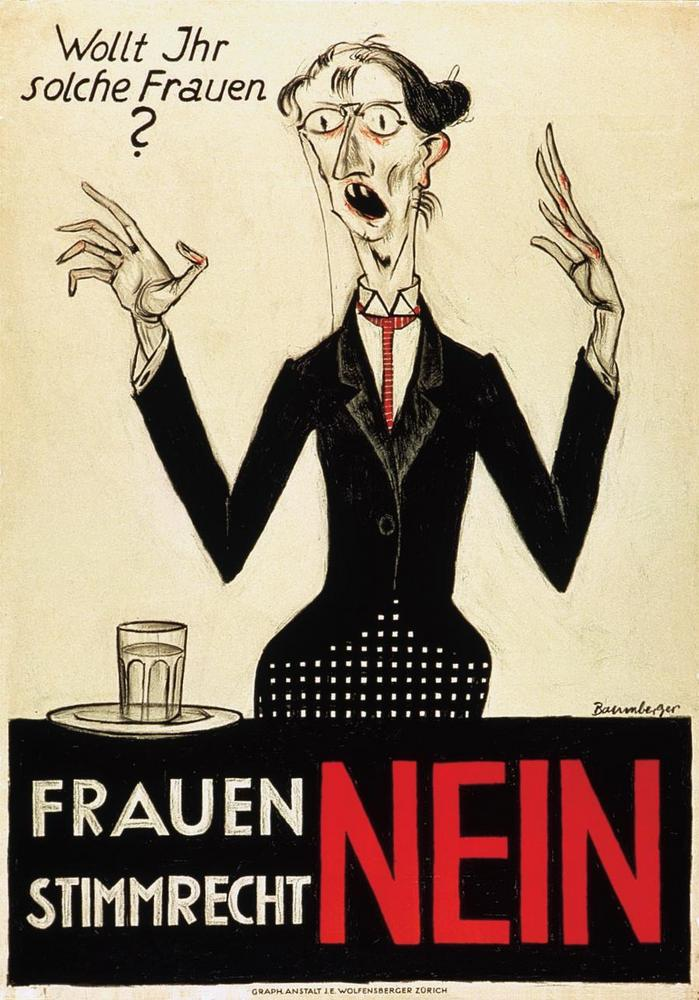 Wollt Ihr
solche Frauen
?
Baumberger
FRAUEN
STIMMRECHT
NEIN
GRAPH. ANSTALT J.E. WOLFENSBERGER ZÜRICH